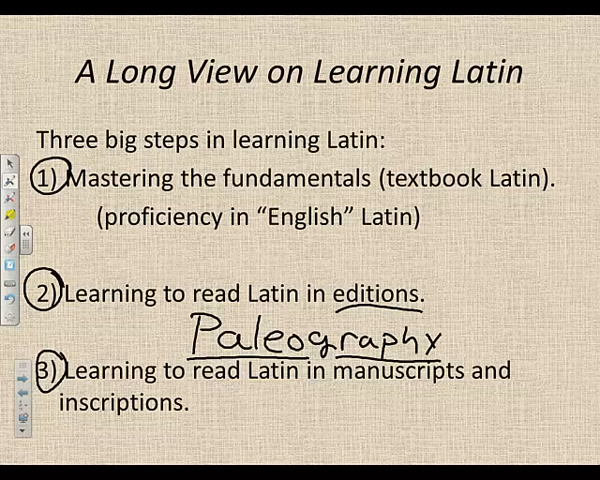 A Long View on Learning Latin
Three big steps in learning Latin:
1) Mastering the fundamentals (textbook Latin).
(proficiency in “English” Latin)
2) Learning to read Latin in editions.
Paleography
3) Learning to read Latin in manuscripts and
inscriptions.